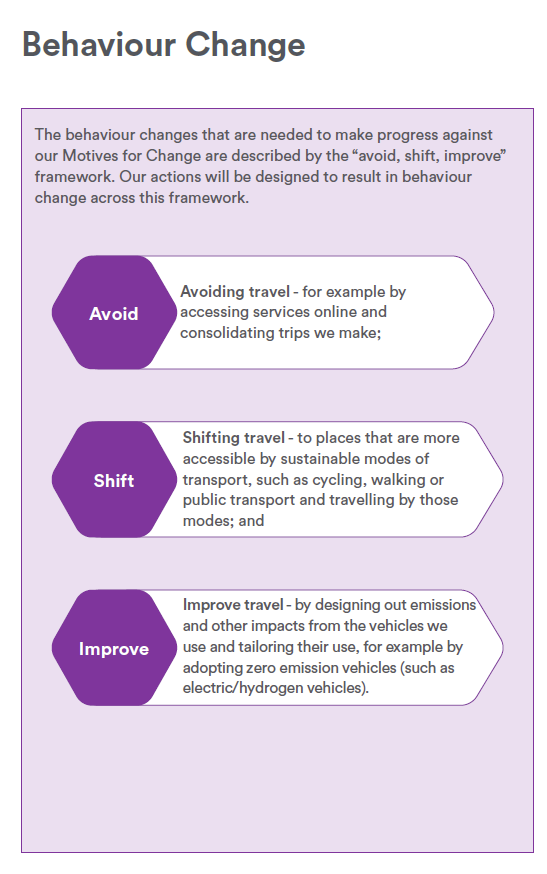 Behaviour Change
The behaviour changes that are needed to make progress against
our Motives for Change are described by the “avoid, shift, improve”
framework. Our actions will be designed to result in behaviour
change across this framework.
Avoid
Avoiding travel - for example by
accessing services online and
consolidating trips we make;
Shift
Shifting travel - to places that are more
accessible by sustainable modes of
transport, such as cycling, walking or
public transport and travelling by those
modes; and
Improve
Improve travel - by designing out emissions
and other impacts from the vehicles we
use and tailoring their use, for example by
adopting zero emission vehicles (such as
electric/hydrogen vehicles).